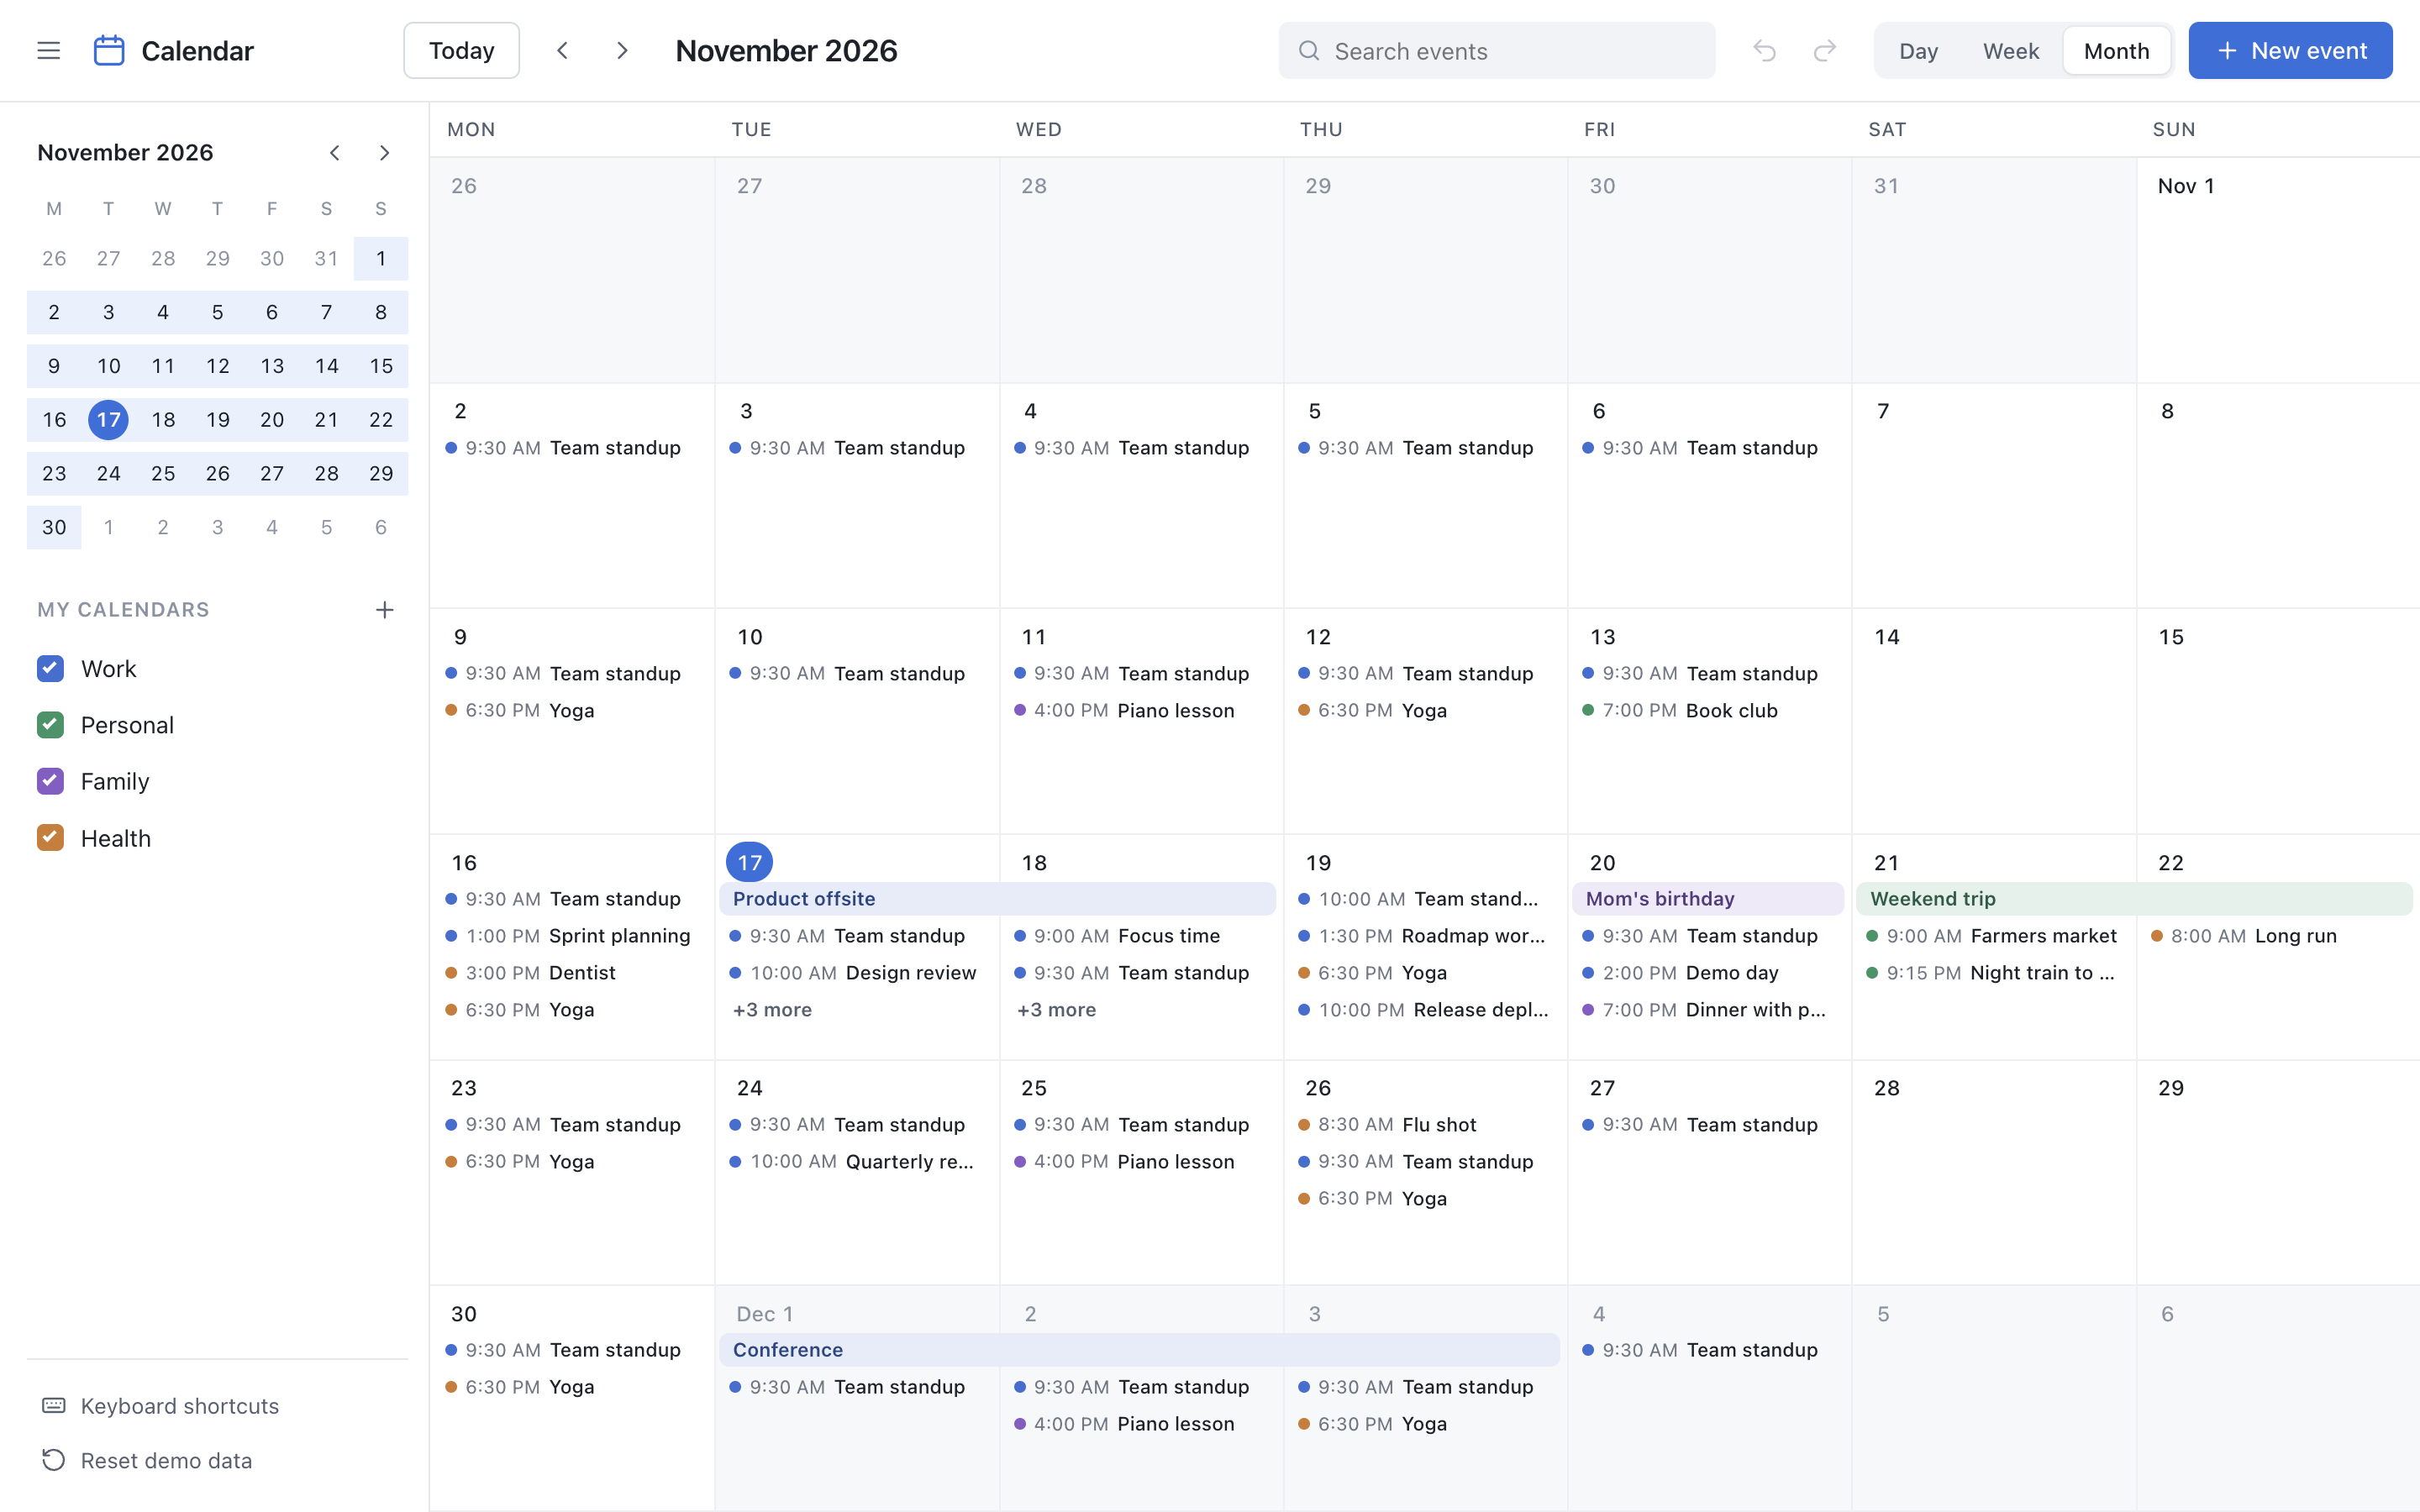 Calendar
Today
November 2026
Search events
Day
Week
Month
New event
November 2026
M T W T F S S
26 27 28 29 30 31 1
2 3 4 5 6 7 8
9 10 11 12 13 14 15
16 17 18 19 20 21 22
23 24 25 26 27 28 29
30 1 2 3 4 5 6
MY CALENDARS
Work
Personal
Family
Health
Keyboard shortcuts
Reset demo data
MON TUE WED THU FRI SAT SUN
26 27 28 29 30 31 Nov 1
2 3 4 5 6 7 8
9:30 AM Team standup 9:30 AM Team standup 9:30 AM Team standup 9:30 AM Team standup 9:30 AM Team standup
9 10 11 12 13 14 15
9:30 AM Team standup 9:30 AM Team standup 9:30 AM Team standup 9:30 AM Team standup 9:30 AM Team standup
6:30 PM Yoga 4:00 PM Piano lesson 6:30 PM Yoga 7:00 PM Book club
16 17 18 19 20 21 22
9:30 AM Team standup Product offsite 10:00 AM Team stand... Mom's birthday Weekend trip
1:00 PM Sprint planning 9:30 AM Team standup 9:00 AM Focus time 1:30 PM Roadmap wor... 9:30 AM Team standup 9:00 AM Farmers market 8:00 AM Long run
3:00 PM Dentist 10:00 AM Design review 9:30 AM Team standup 6:30 PM Yoga 2:00 PM Demo day 9:15 PM Night train to ...
6:30 PM Yoga +3 more +3 more 10:00 PM Release depl... 7:00 PM Dinner with p...
23 24 25 26 27 28 29
9:30 AM Team standup 9:30 AM Team standup 9:30 AM Team standup 8:30 AM Flu shot 9:30 AM Team standup
6:30 PM Yoga 10:00 AM Quarterly re... 4:00 PM Piano lesson 9:30 AM Team standup
6:30 PM Yoga
30 Dec 1 2 3 4 5 6
9:30 AM Team standup Conference 9:30 AM Team standup
6:30 PM Yoga 9:30 AM Team standup 9:30 AM Team standup 9:30 AM Team standup
4:00 PM Piano lesson 6:30 PM Yoga